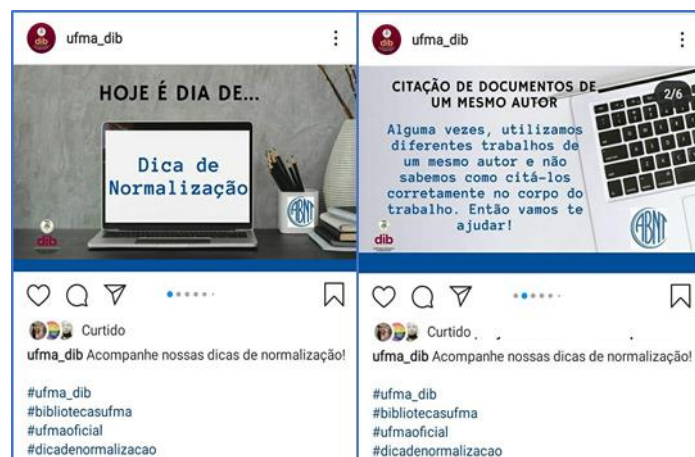 ufma_dib
dib
HOJE É DIA DE...
Dica de
Normalização
ABNT
dib
Curtido
ufma_dib Acompanhe nossas dicas de normalização!
#ufma_dib
#bibliotecasufma
#ufmaoficial
#dicadenormalizacao
ufma_dib
dib
2/6
CITAÇÃO DE DOCUMENTOS DE
UM MESMO AUTOR
Alguma vezes, utilizamos
diferentes trabalhos de
um mesmo autor e não
sabemos como citá-los
corretamente no corpo do
trabalho. Então vamos te
ajudar!
ABNT
dib
Curtido
ufma_dib Acompanhe nossas dicas de normalização!
#ufma_dib
#bibliotecasufma
#ufmaoficial
#dicadenormalizacao